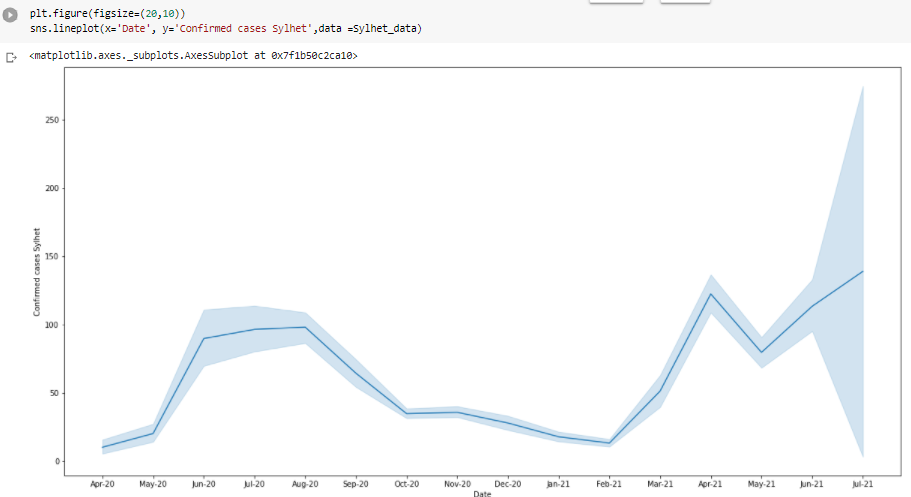 plt.figure(figsize=(20,10))
sns.lineplot(x='Date', y='Confirmed cases Sylhet',data =Sylhet_data)
<matplotlib.axes._subplots.AxesSubplot at 0x7f1b50c2ca10>
250
200
150
100
50
0
Confirmed cases Sylhet
Apr-20 May-20 Jun-20 Jul-20 Aug-20 Sep-20 Oct-20 Nov-20 Dec-20 Jan-21 Feb-21 Mar-21 Apr-21 May-21 Jun-21 Jul-21
Date